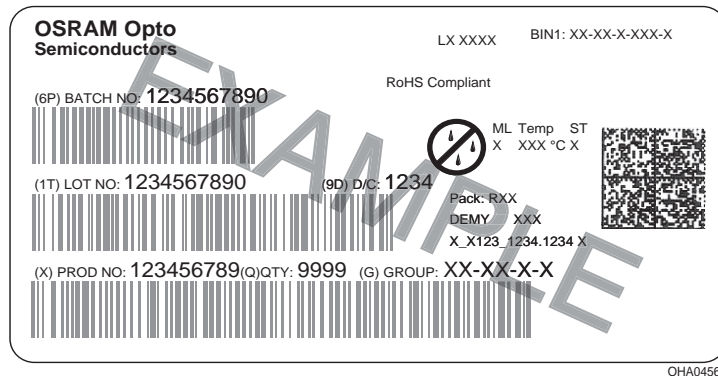 OSRAM Opto
Semiconductors
LX XXXX
BIN1: XX-XX-X-XXX-X
RoHS Compliant
(6P) BATCH NO: 1234567890
ML Temp ST
X XXX °C X
(1T) LOT NO: 1234567890
(9D) D/C: 1234
Pack: RXX
DEMY XXX
X_X123_1234.1234 X
(X) PROD NO: 123456789(Q)QTY: 9999 (G) GROUP: XX-XX-X-X
EXAMPLE
OHA0456